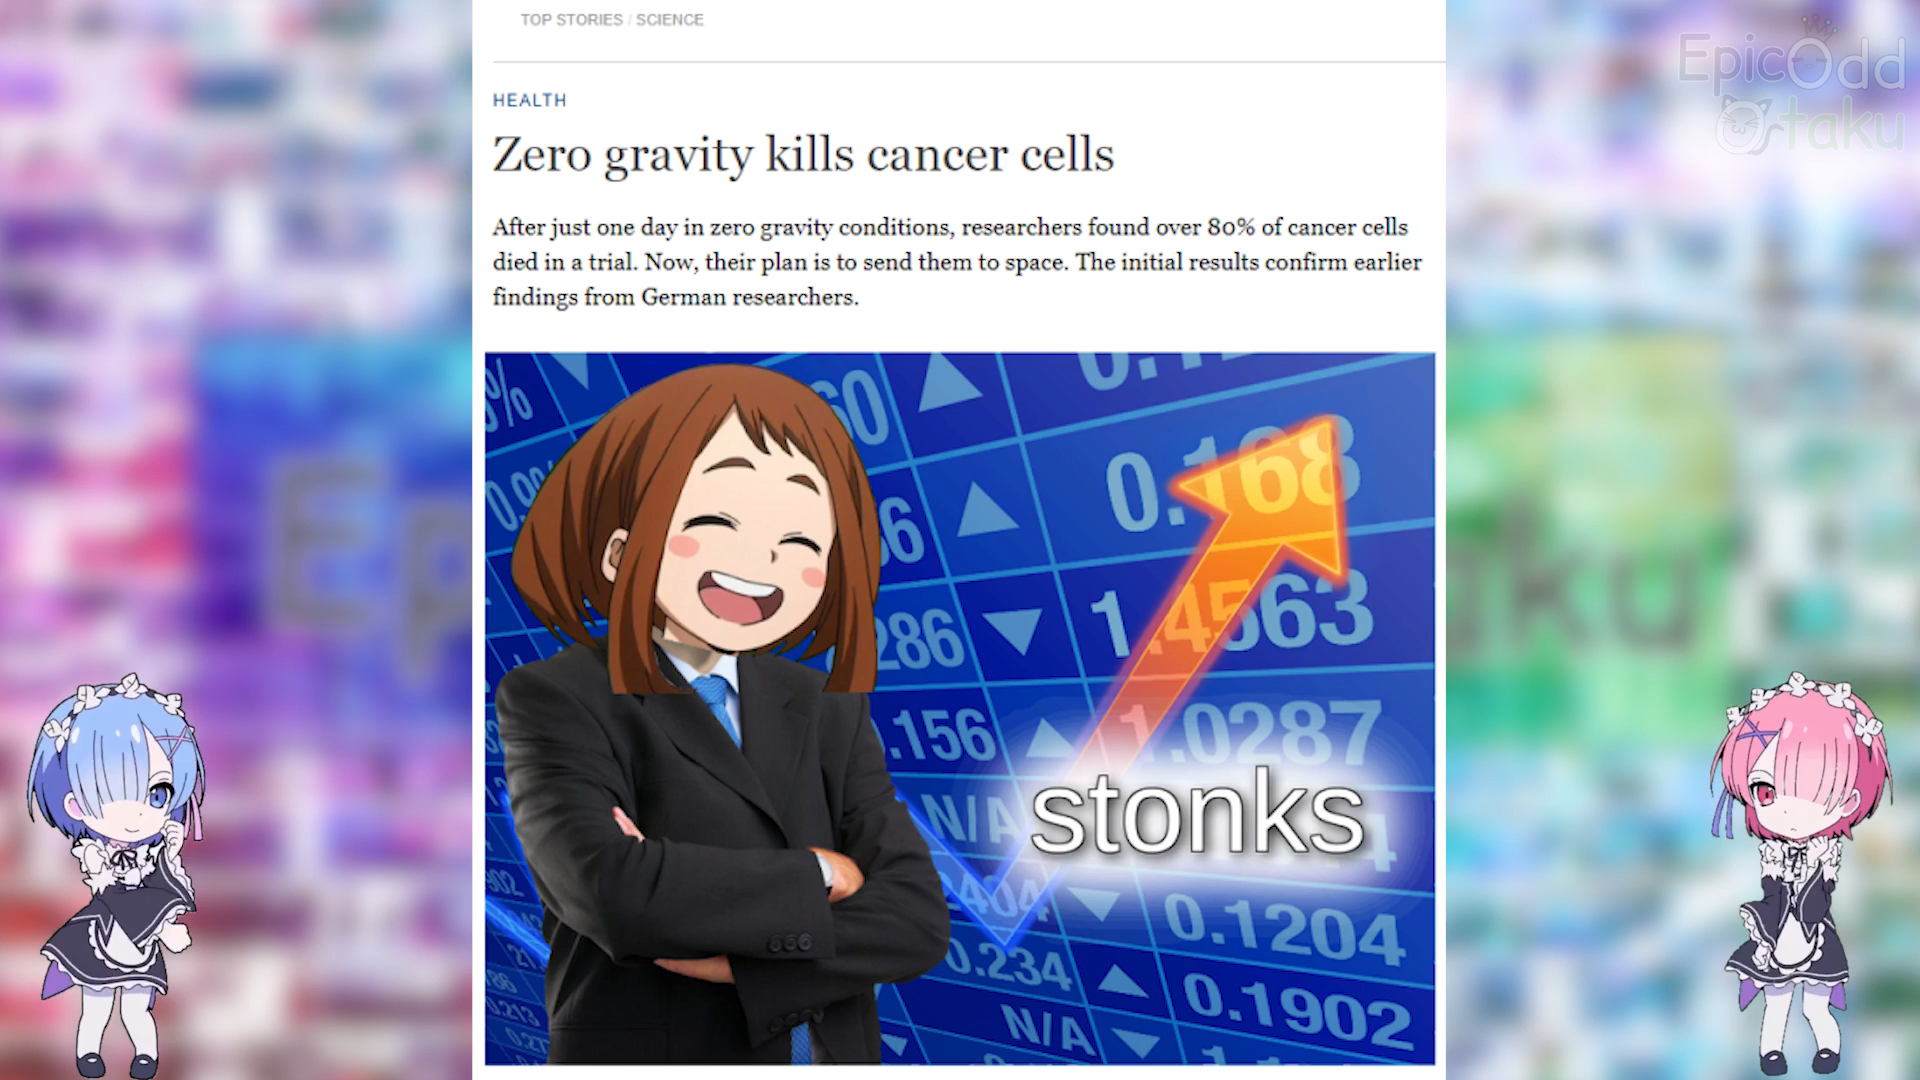 TOP STORIES / SCIENCE
EpicOdd
Otaku
HEALTH
Zero gravity kills cancer cells
After just one day in zero gravity conditions, researchers found over 80% of cancer cells
died in a trial. Now, their plan is to send them to space. The initial results confirm earlier
findings from German researchers.
0.168
1.4563
286
.156
1.0287
stonks
N/A
0.1204
0.234
0.1902
N/A